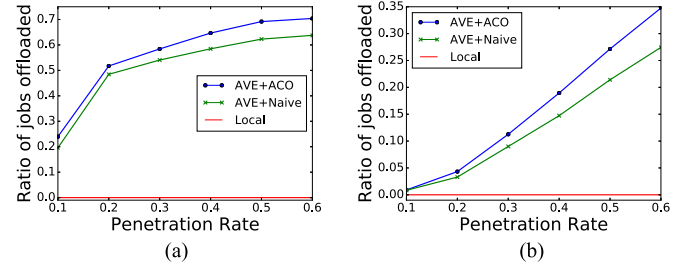 0.7
0.6
0.5
0.4
0.3
0.2
0.1
0.0
Ratio of jobs offloaded
AVE+ACO
AVE+Naive
Local
0.1 0.2 0.3 0.4 0.5 0.6
Penetration Rate
(a)
0.35
0.30
0.25
0.20
0.15
0.10
0.05
0.00
Ratio of jobs offloaded
AVE+ACO
AVE+Naive
Local
0.1 0.2 0.3 0.4 0.5 0.6
Penetration Rate
(b)